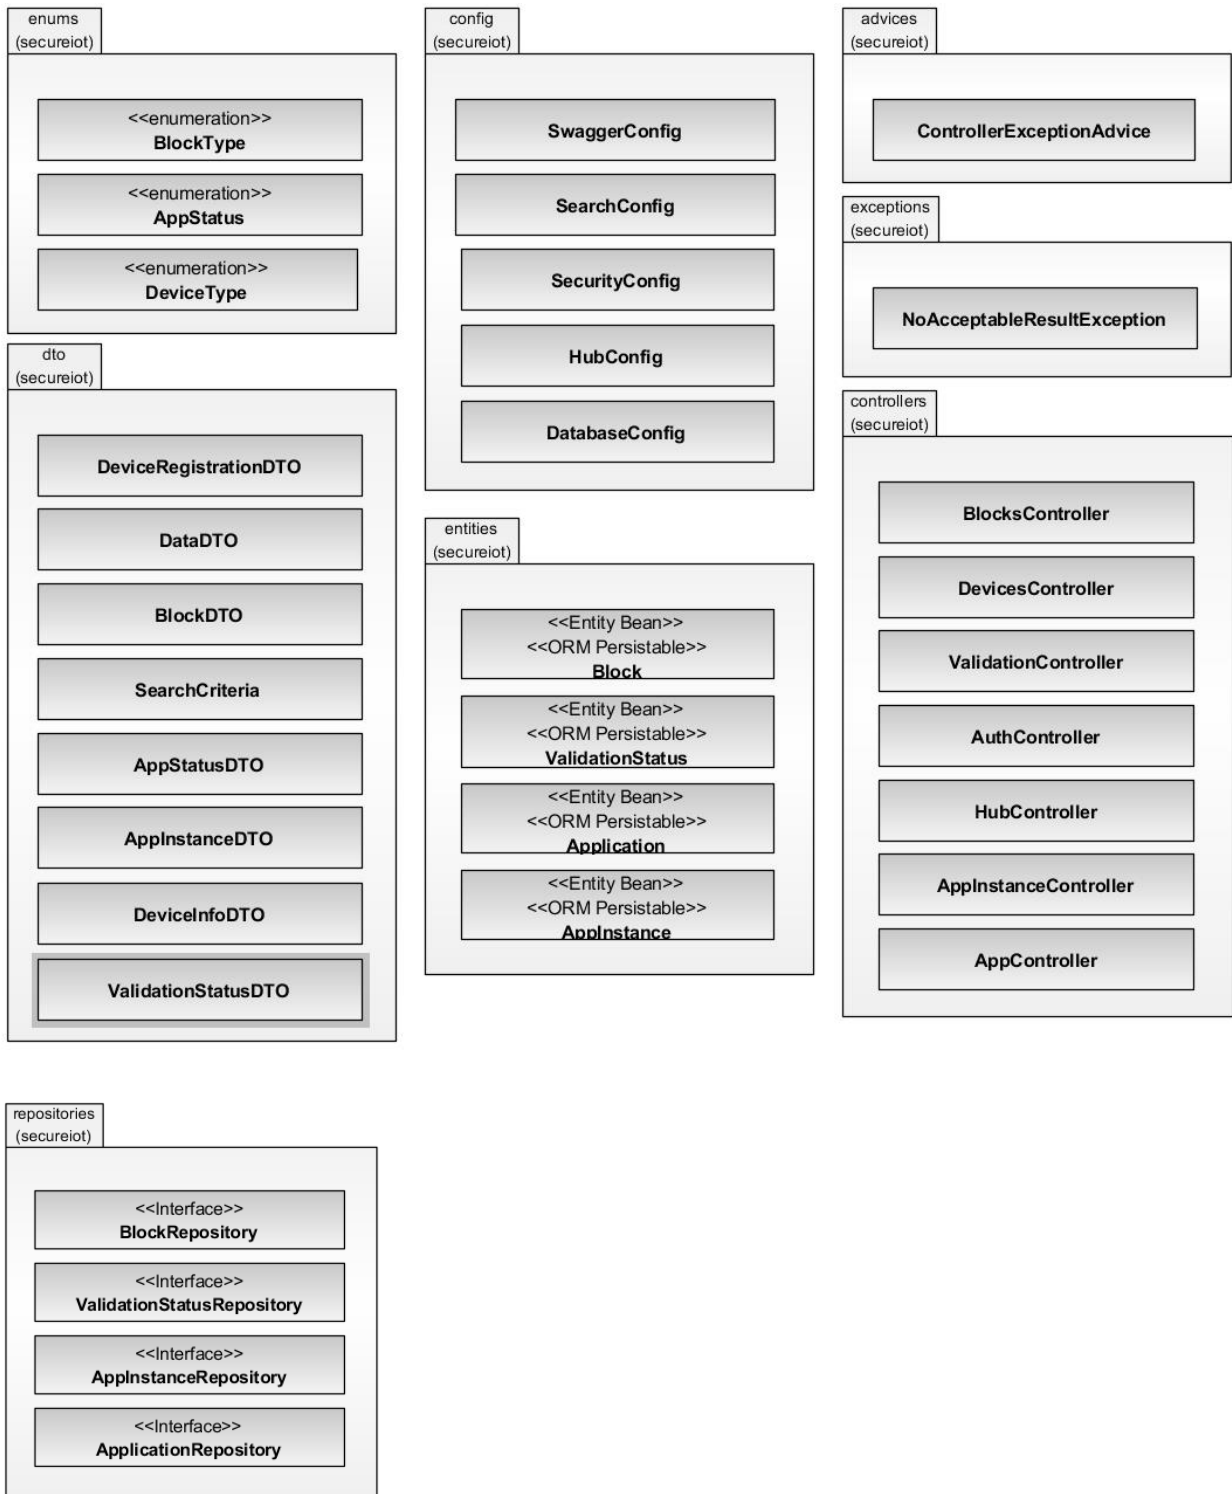 enums
(secureiot)
<<enumeration>>
BlockType
<<enumeration>>
AppStatus
<<enumeration>>
DeviceType
dto
(secureiot)
DeviceRegistrationDTO
DataDTO
BlockDTO
SearchCriteria
AppStatusDTO
AppInstanceDTO
DeviceInfoDTO
ValidationStatusDTO
config
(secureiot)
SwaggerConfig
SearchConfig
SecurityConfig
HubConfig
DatabaseConfig
entities
(secureiot)
<<Entity Bean>>
<<ORM Persistable>>
Block
<<Entity Bean>>
<<ORM Persistable>>
ValidationStatus
<<Entity Bean>>
<<ORM Persistable>>
Application
<<Entity Bean>>
<<ORM Persistable>>
AppInstance
advices
(secureiot)
ControllerExceptionAdvice
exceptions
(secureiot)
NoAcceptableResultException
controllers
(secureiot)
BlocksController
DevicesController
ValidationController
AuthController
HubController
AppInstanceController
AppController
repositories
(secureiot)
<<Interface>>
BlockRepository
<<Interface>>
ValidationStatusRepository
<<Interface>>
AppInstanceRepository
<<Interface>>
ApplicationRepository